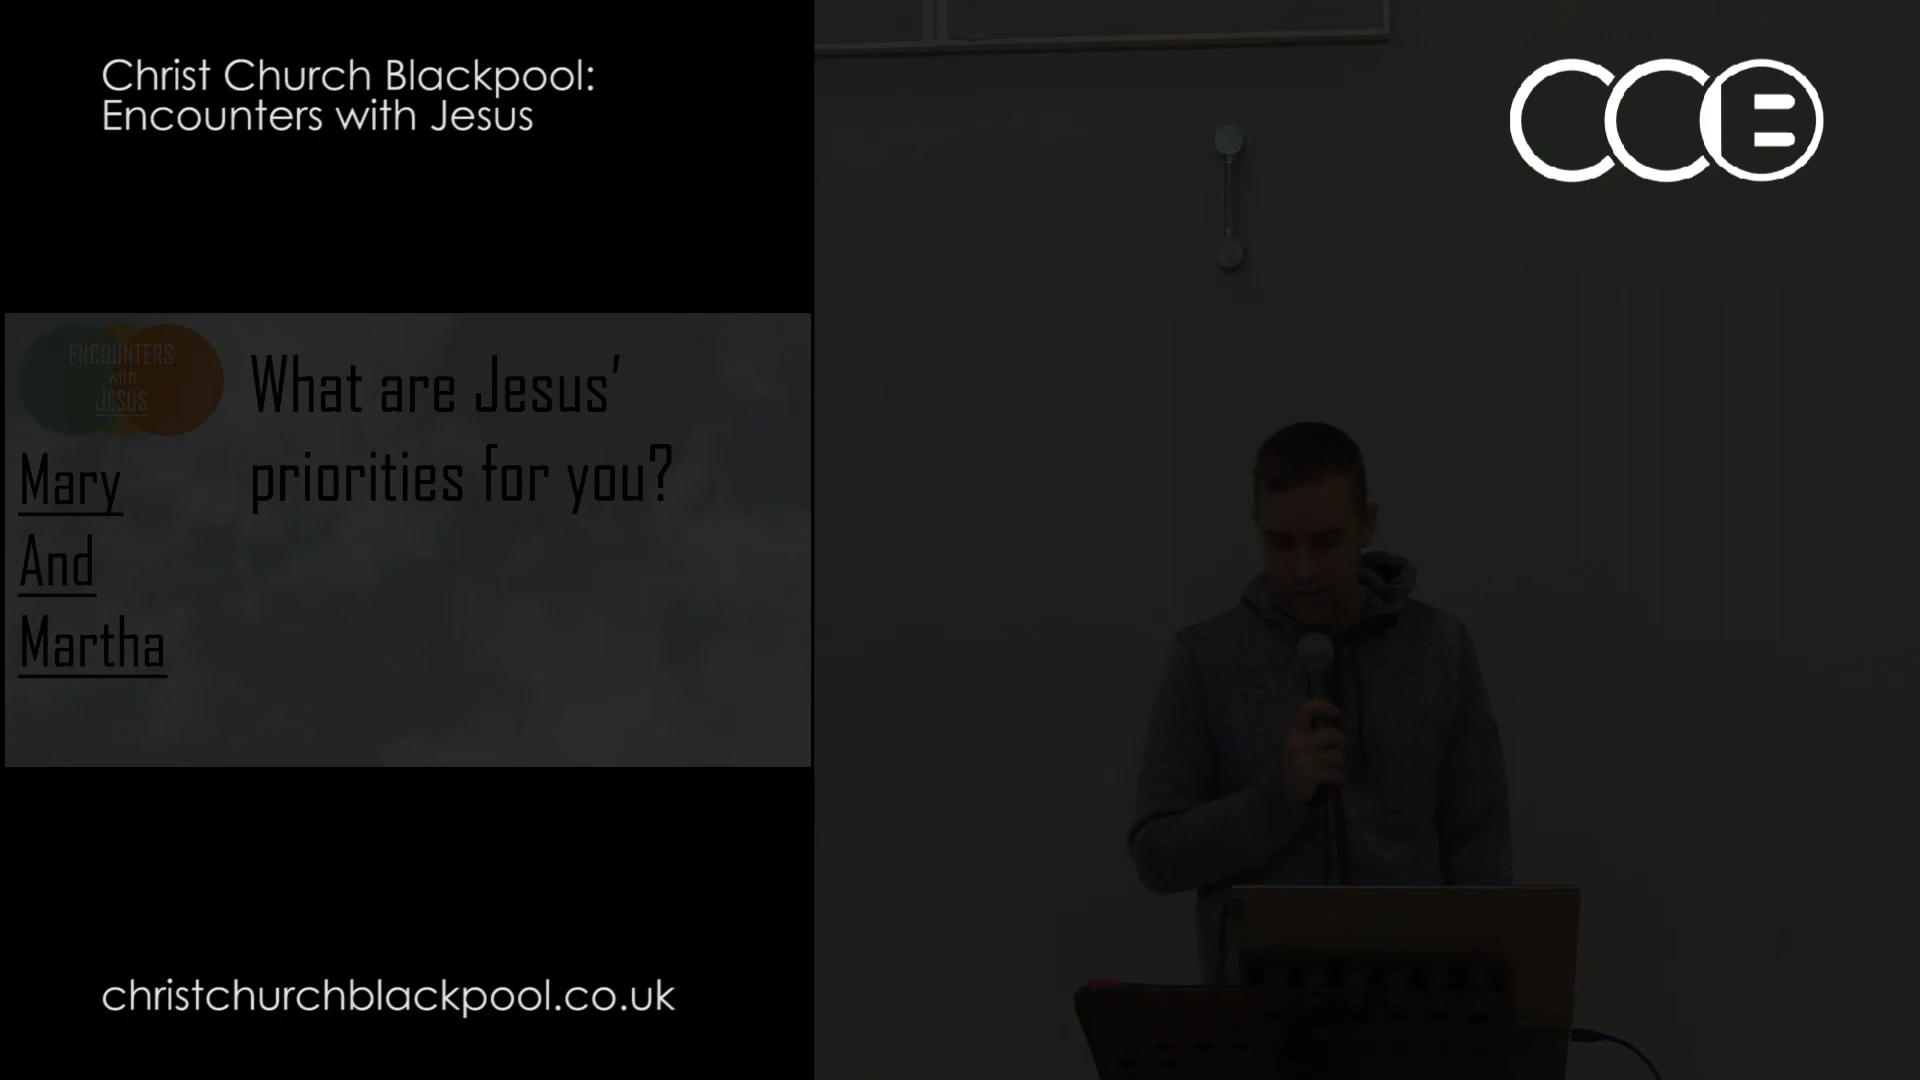 Christ Church Blackpool:
Encounters with Jesus
CCB
ENCOUNTERS
with
JESUS
What are Jesus’
priorities for you?
Mary
And
Martha
christchurchblackpool.co.uk